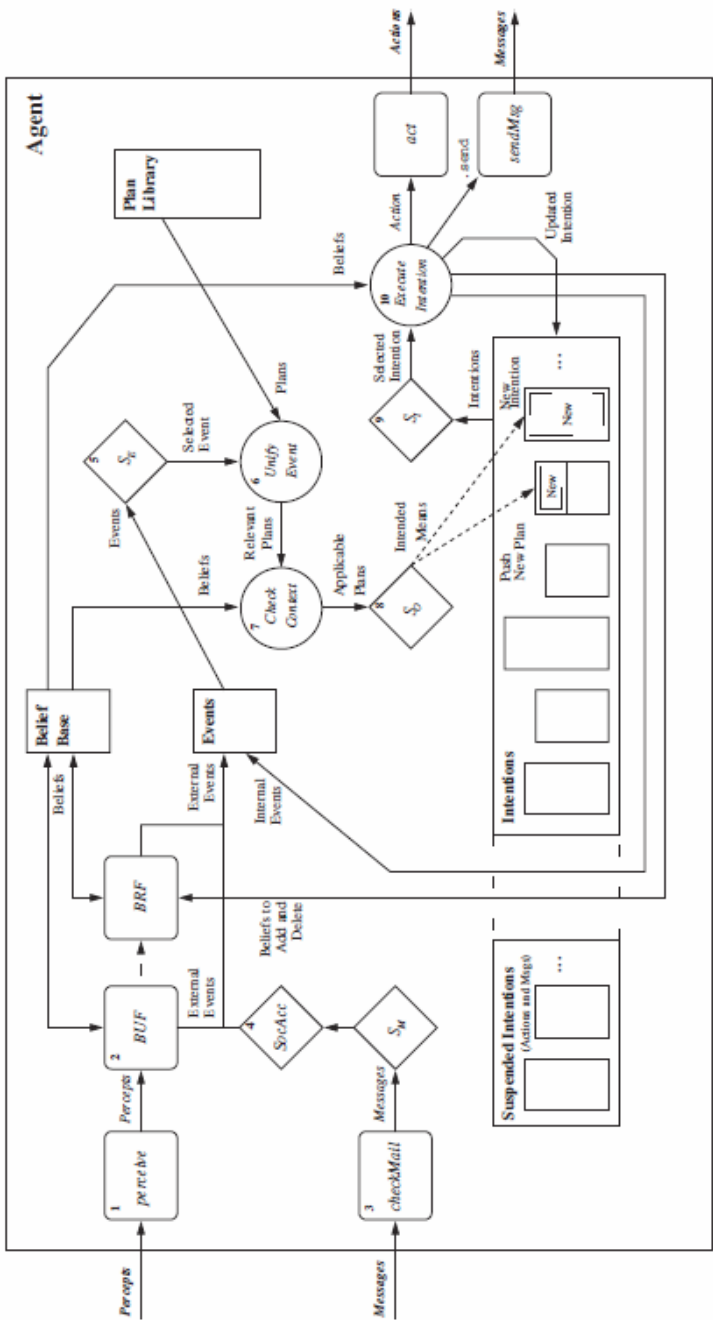 Agent
Percepts
1
perceive
Percepts
2
BUF
BRF
Beliefs
Belief
Base
External
Events
External
Events
Internal
Events
Events
Beliefs
Events
5
S_E
Selected
Event
Plans
Plan
Library
Beliefs
6
Unify
Event
Relevant
Plans
7
Check
Context
Applicable
Plans
8
S_O
Intended
Means
Messages
3
checkMail
Messages
S_M
4
SocAcc
Beliefs to
Add and
Delete
9
S_I
Selected
Intention
Intentions
10
Execute
Intention
Action
act
Actions
.send
sendMsg
Messages
Updated
Intention
Suspended Intentions
(Actions and Msgs)
...
Intentions
Push
New Plan
New
New
Intention
New
...